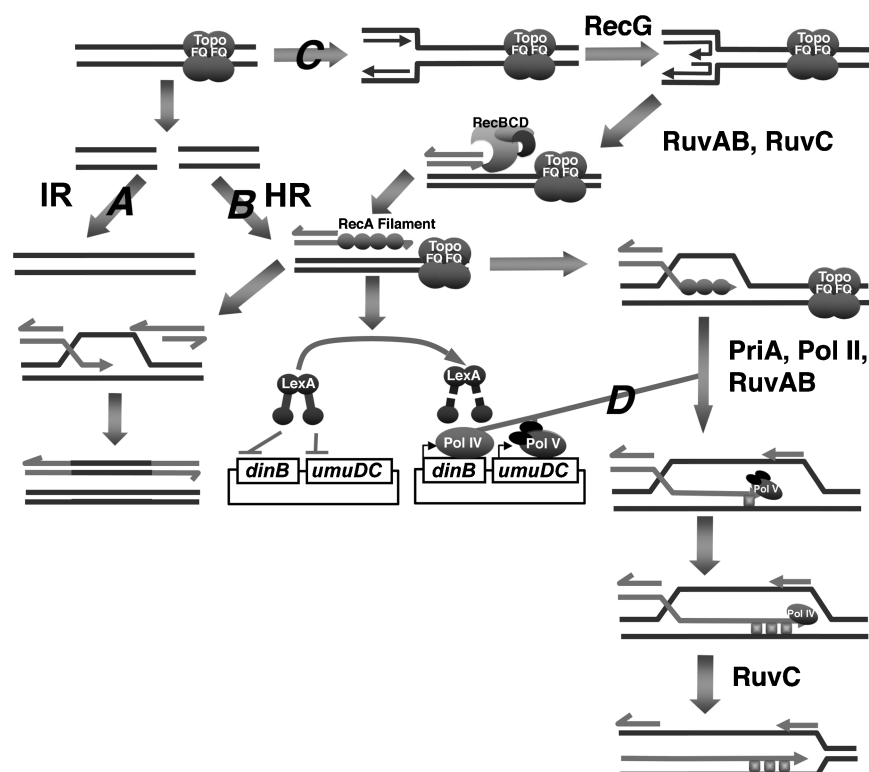 Topo
FQ FQ
C
Topo
FQ FQ
RecG
Topo
FQ FQ
RecBCD
Topo
FQ FQ
RuvAB, RuvC
IR
A
B
HR
RecA Filament
Topo
FQ FQ
Topo
FQ FQ
PriA, Pol II,
RuvAB
LexA
LexA
D
Pol IV
Pol V
dinB
umuDC
dinB
umuDC
Pol V
Pol IV
RuvC